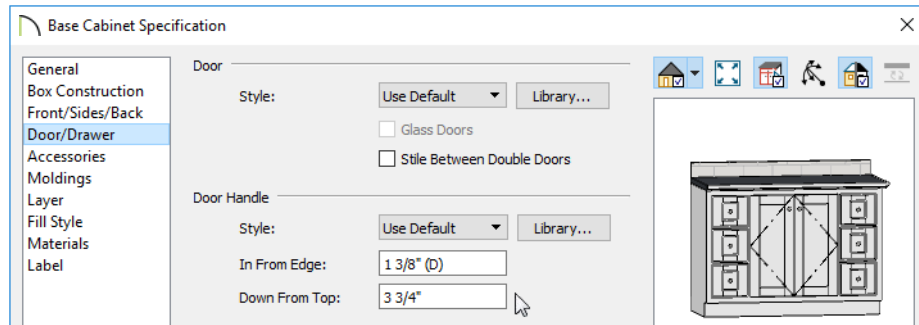 Base Cabinet Specification
General
Box Construction
Front/Sides/Back
Door/Drawer
Accessories
Moldings
Layer
Fill Style
Materials
Label
Door
Style: Use Default Library...
Glass Doors
Stile Between Double Doors
Door Handle
Style: Use Default Library...
In From Edge: 1 3/8" (D)
Down From Top: 3 3/4"